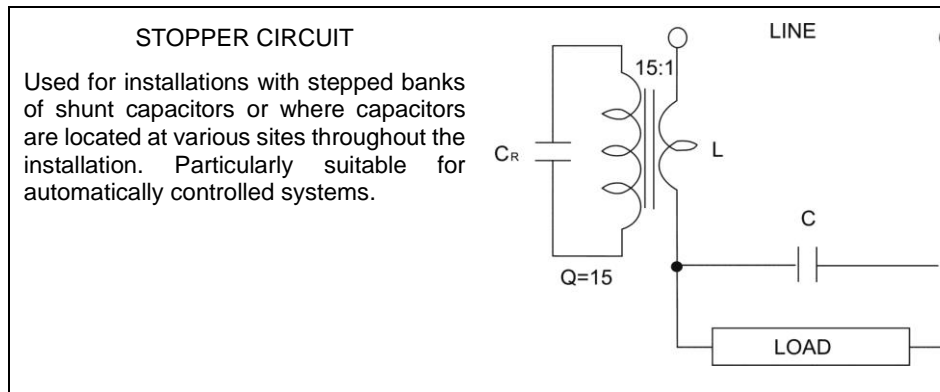 STOPPER CIRCUIT
Used for installations with stepped banks
of shunt capacitors or where capacitors
are located at various sites throughout the
installation. Particularly suitable for
automatically controlled systems.
LINE
15:1
CR
L
C
Q=15
LOAD